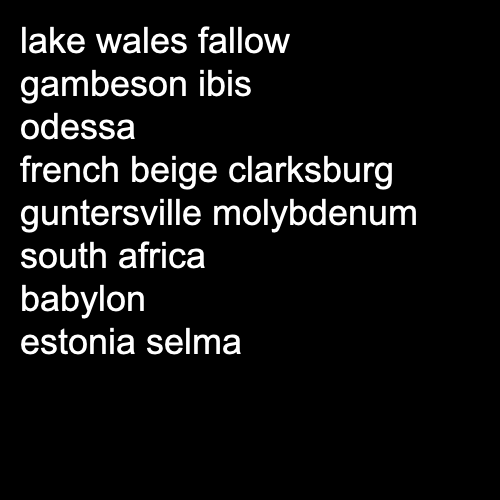 lake wales fallow
gambeson ibis
odessa
french beige clarksburg
guntersville molybdenum
south africa
babylon
estonia selma